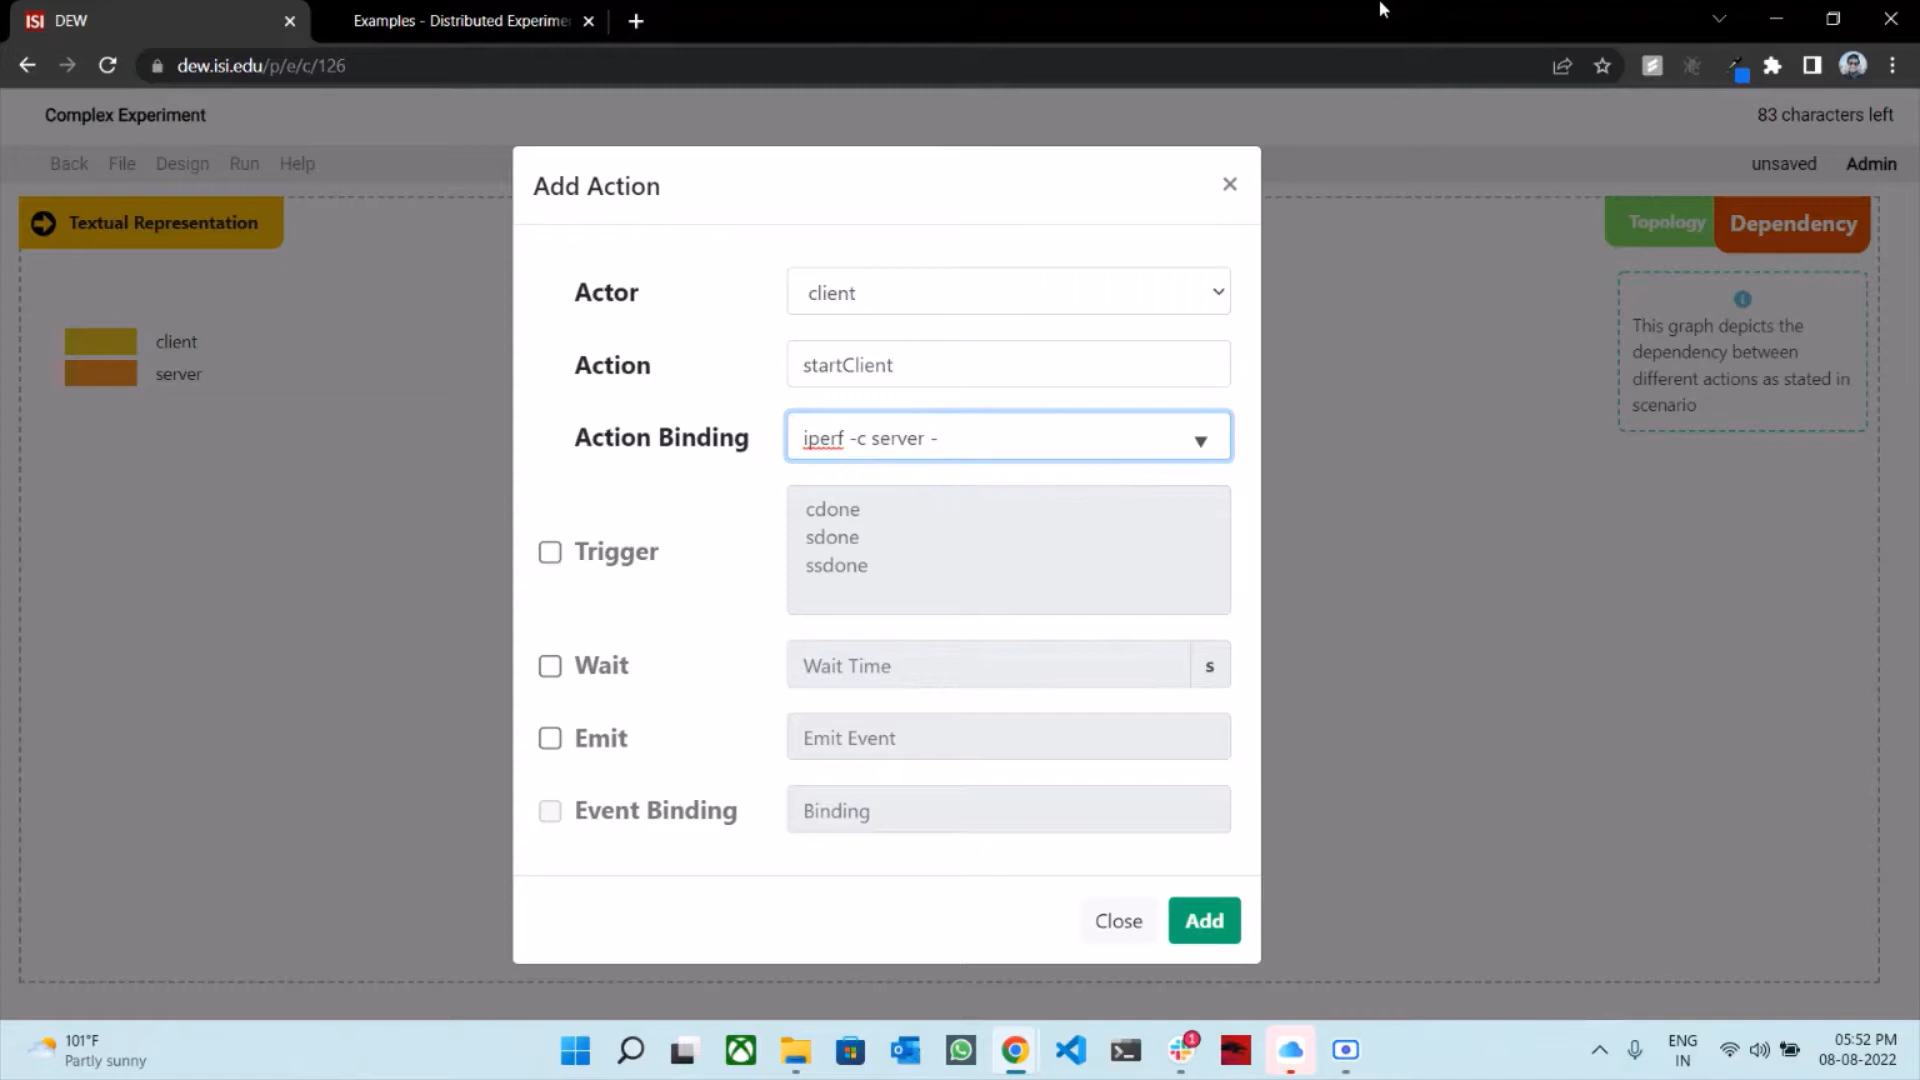 ISI DEW
Examples - Distributed Experime
dew.isi.edu/p/e/c/126
Complex Experiment
83 characters left
Back File Design Run Help
unsaved Admin
Textual Representation
Topology Dependency
client
server
This graph depicts the
dependency between
different actions as stated in
scenario
Add Action
Actor
client
Action
startClient
Action Binding
iperf -c server -
Trigger
cdone
sdone
ssdone
Wait
Wait Time
s
Emit
Emit Event
Event Binding
Binding
Close
Add
101°F
Partly sunny
1
ENG
IN
05:52 PM
08-08-2022